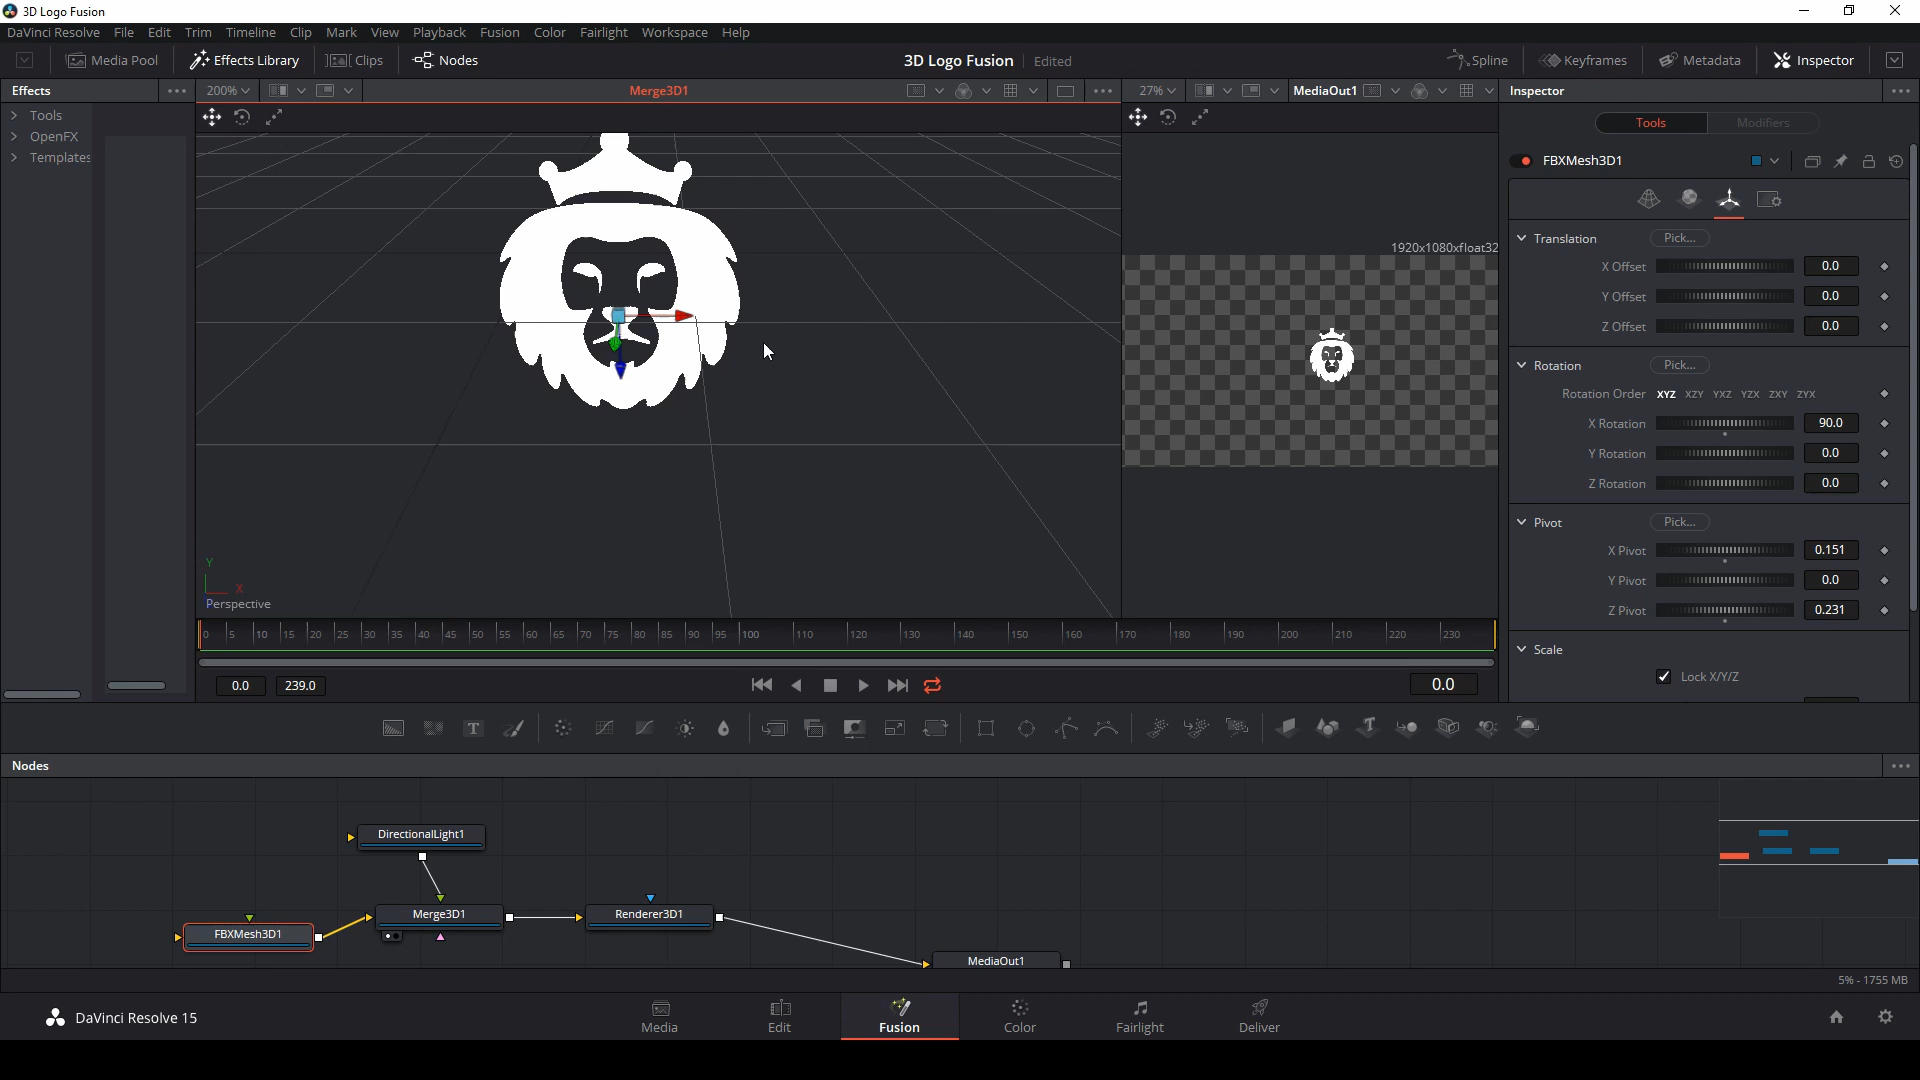 3D Logo Fusion
DaVinci Resolve File Edit Trim Timeline Clip Mark View Playback Fusion Color Fairlight Workspace Help
Media Pool Effects Library Clips Nodes 3D Logo Fusion Edited Spline Keyframes Metadata Inspector
Effects 200% Merge3D1 27% MediaOut1 Inspector
Tools
OpenFX
Templates
Tools Modifiers
FBXMesh3D1
Translation Pick...
X Offset 0.0
Y Offset 0.0
Z Offset 0.0
Rotation Pick...
Rotation Order XYZ XZY YXZ YZX ZXY ZYX
X Rotation 90.0
Y Rotation 0.0
Z Rotation 0.0
Pivot Pick...
X Pivot 0.151
Y Pivot 0.0
Z Pivot 0.231
Scale
Lock X/Y/Z
1920x1080xfloat32
Y
X
Perspective
0 5 10 15 20 25 30 35 40 45 50 55 60 65 70 75 80 85 90 95 100 110 120 130 140 150 160 170 180 190 200 210 220 230
0.0 239.0 0.0
T T
Nodes
DirectionalLight1
Merge3D1
Renderer3D1
FBXMesh3D1
MediaOut1
5% - 1755 MB
DaVinci Resolve 15
Media Edit Fusion Color Fairlight Deliver